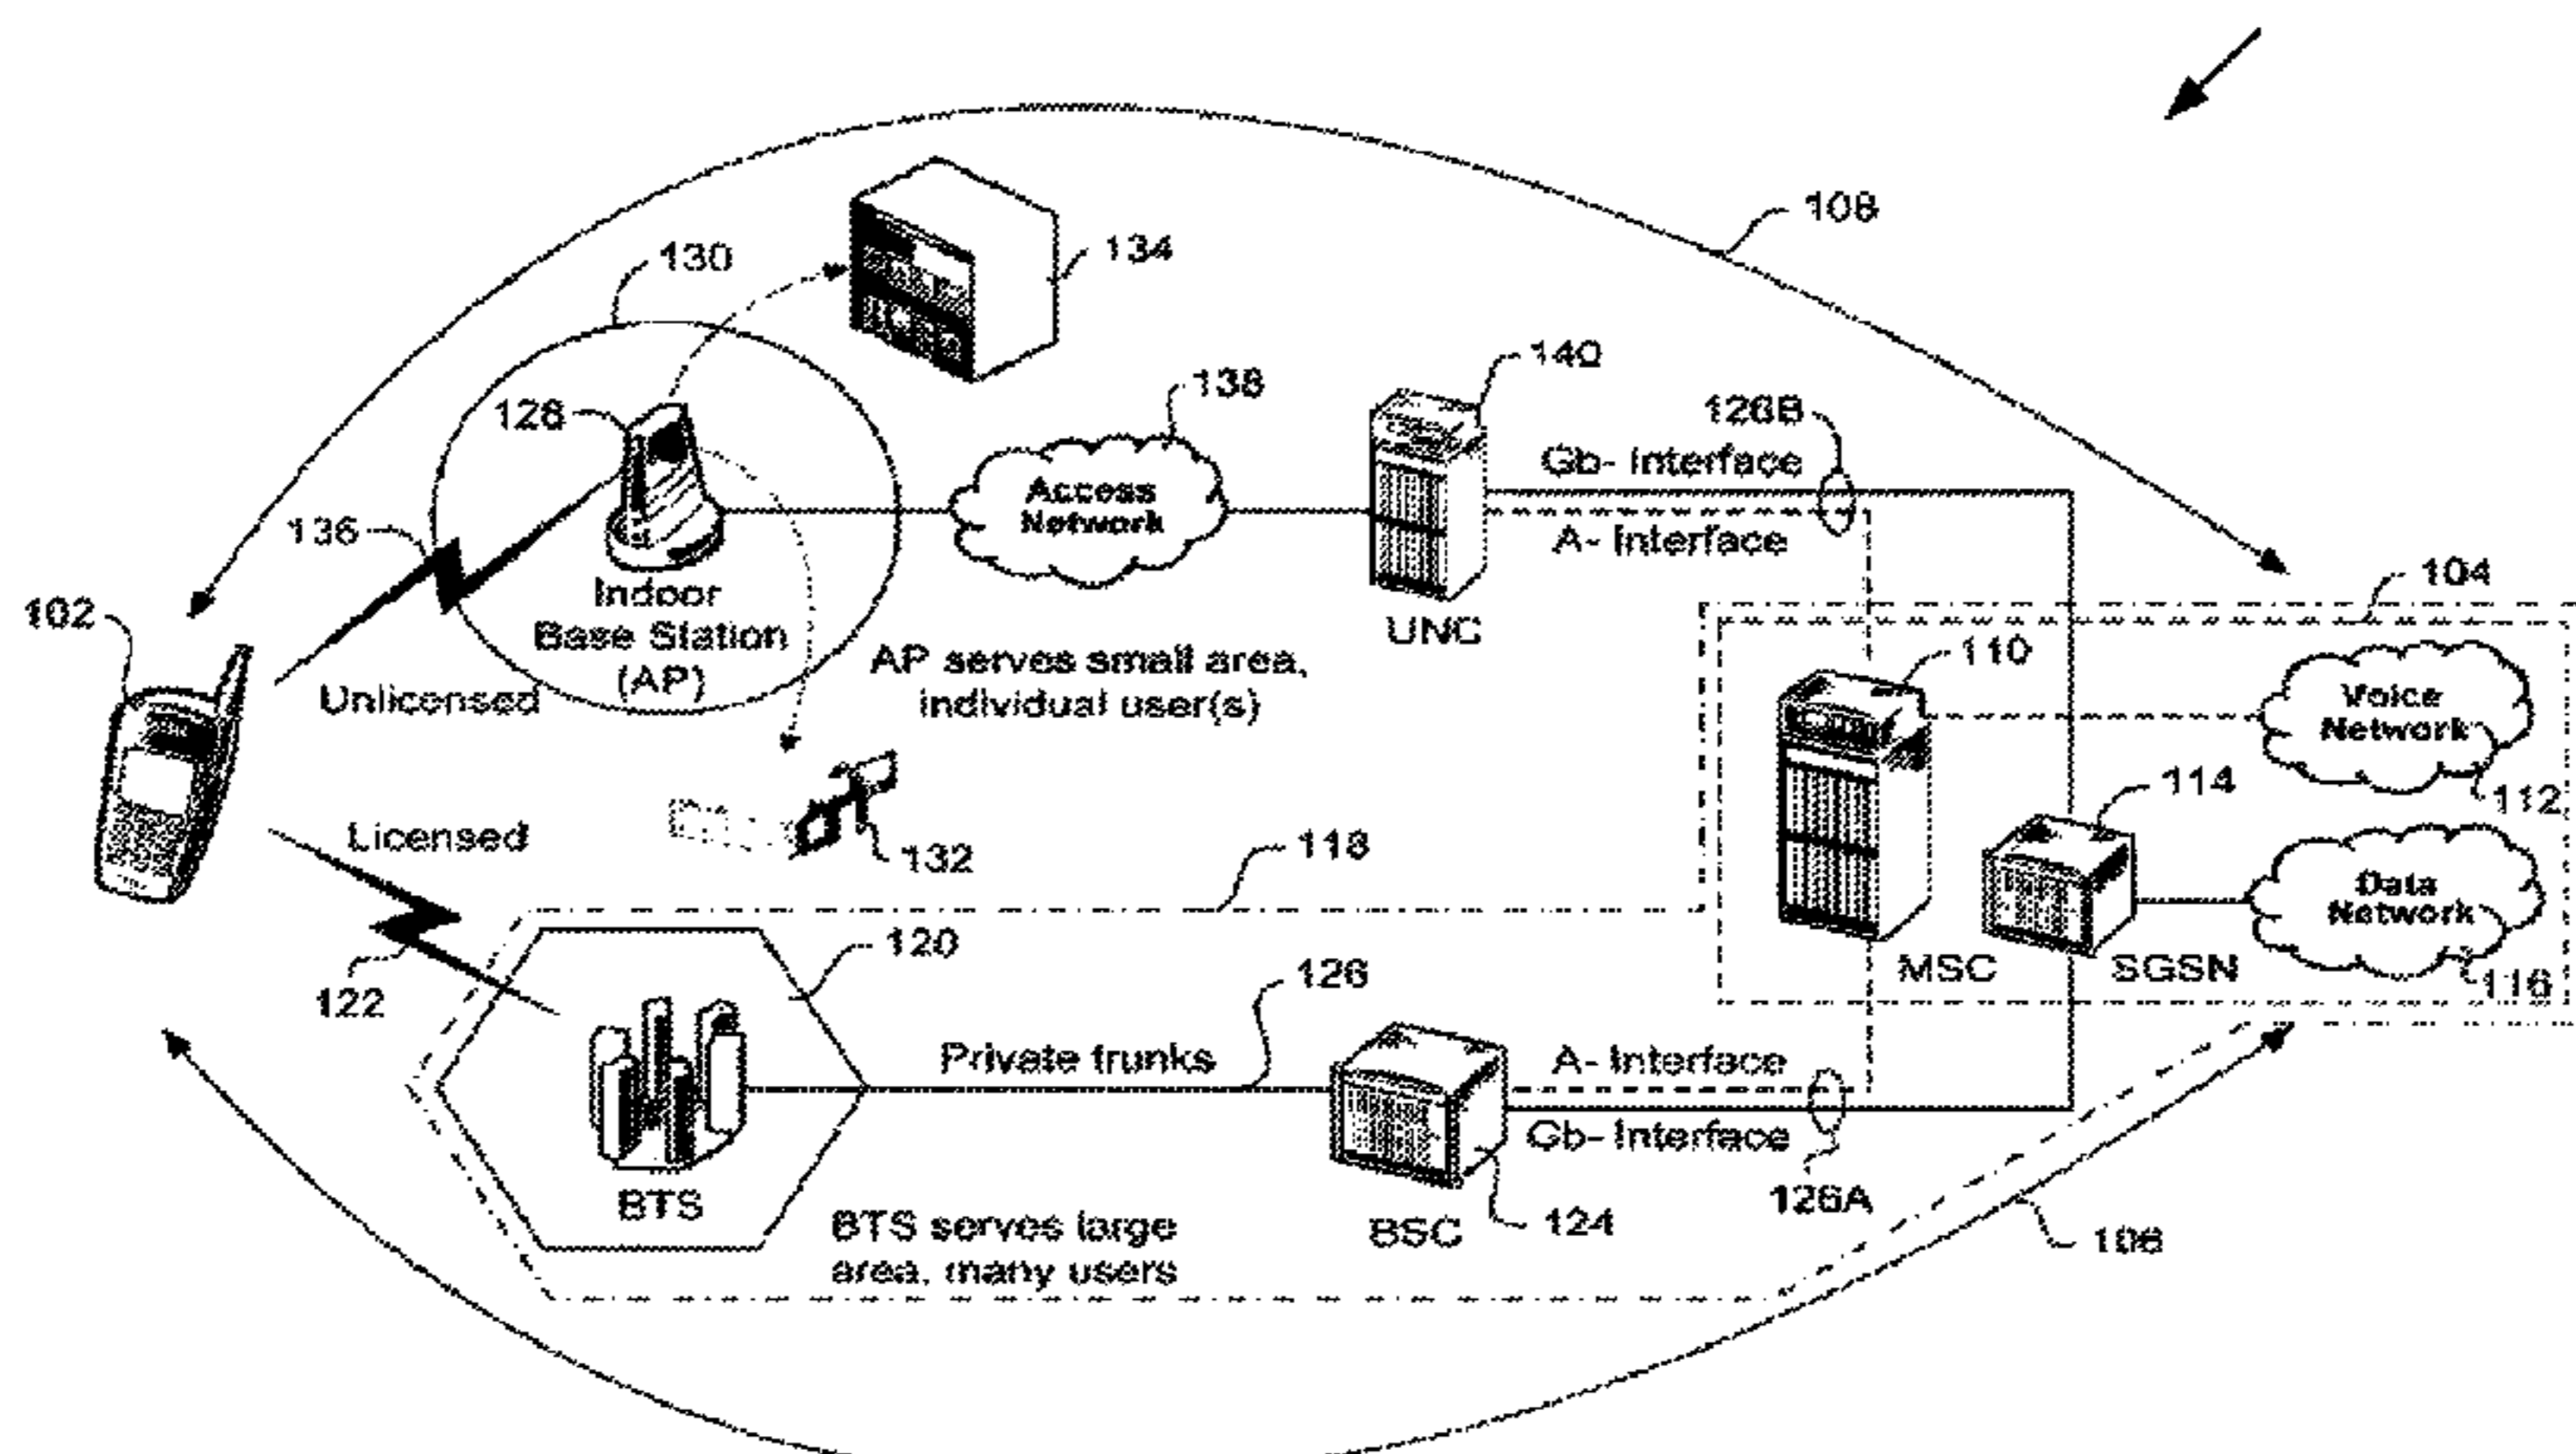 108
134
130
140
138
128
126B
Gb- Interface
Access
Network
136
A- Interface
104
Indoor
Base Station
(AP)
102
UNC
110
AP serves small area,
individual user(s)
Unlicensed
Voice
Network
114
112
Licensed
132
118
Data
Network
120
MSC
SGSN
116
122
126
Private trunks
A- Interface
Gb- Interface
126A
BTS
124
BSC
BTS serves large
area, many users
106